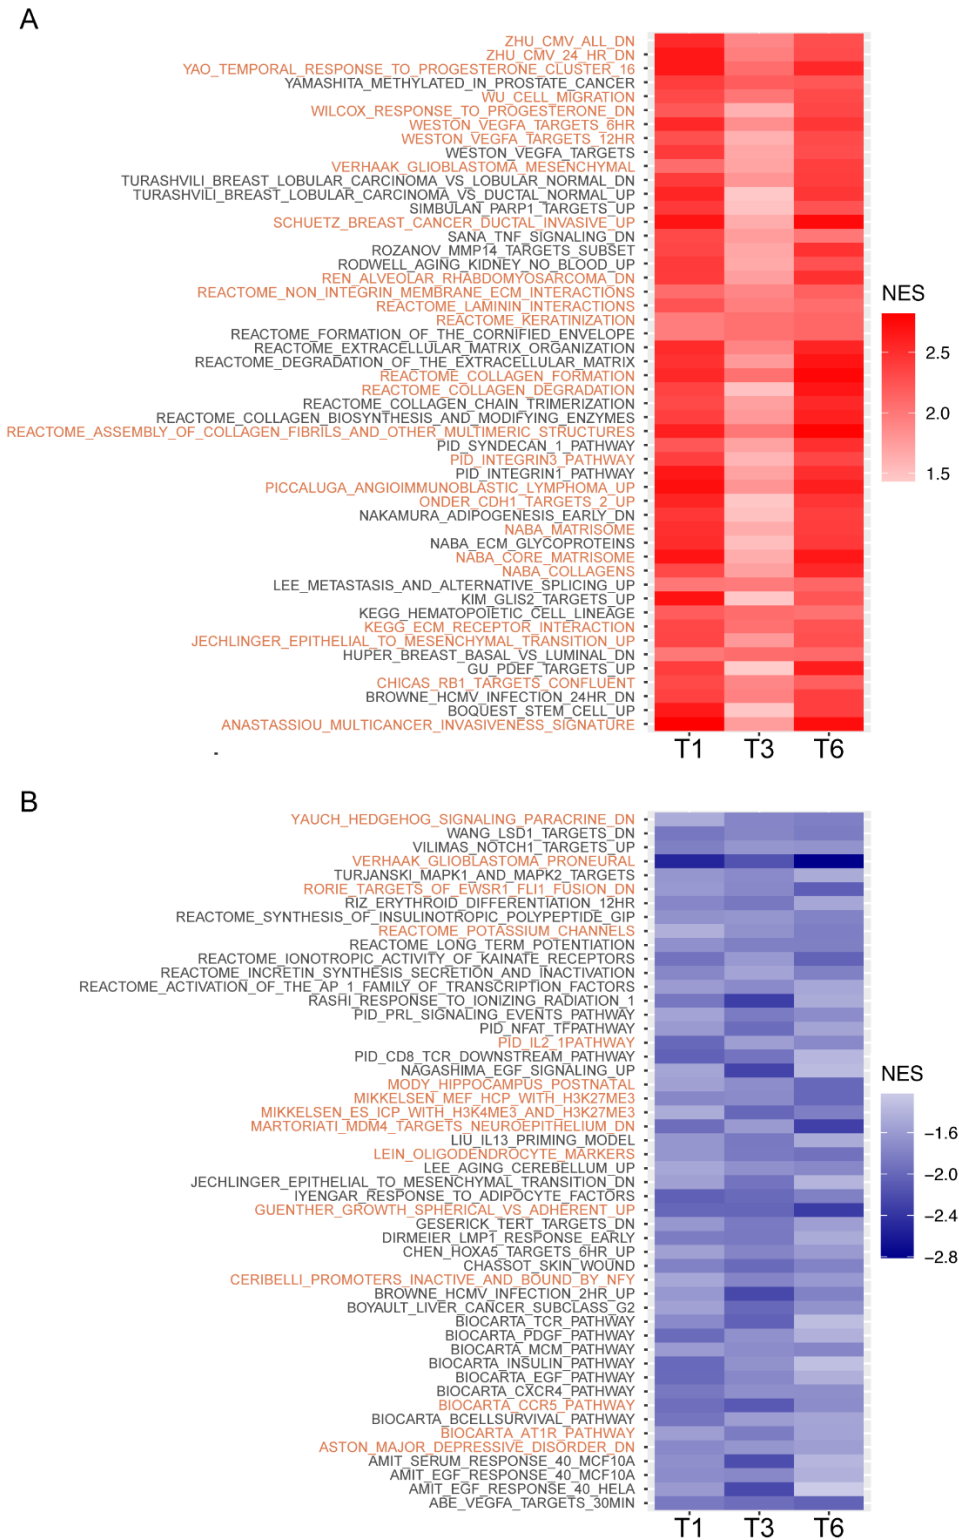 A
ZHU_CMV_ALL_DN
ZHU_CMV_24_HR_DN
YAO_TEMPORAL_RESPONSE_TO_PROGESTERONE_CLUSTER_16
YAMASHITA_METHYLATED_IN_PROSTATE_CANCER
WU_CELL_MIGRATION
WILCOX_RESPONSE_TO_PROGESTERONE_DN
WESTON_VEGFA_TARGETS_6HR
WESTON_VEGFA_TARGETS_12HR
WESTON_VEGFA_TARGETS
VERHAAK_GLIOBLASTOMA_MESENCHYMAL
TURASHVILI_BREAST_LOBULAR_CARCINOMA_VS_LOBULAR_NORMAL_DN
TURASHVILI_BREAST_LOBULAR_CARCINOMA_VS_DUCTAL_NORMAL_UP
SIMBULAN_PARP1_TARGETS_UP
SCHUETZ_BREAST_CANCER_DUCTAL_INVASIVE_UP
SANA_TNF_SIGNALING_DN
ROZANOV_MMP14_TARGETS_SUBSET
RODWELL_AGING_KIDNEY_NO_BLOOD_UP
REN_ALVEOLAR_RHABDOMYOSARCOMA_DN
REACTOME_NON_INTEGRIN_MEMBRANE_ECM_INTERACTIONS
REACTOME_LAMININ_INTERACTIONS
REACTOME_KERATINIZATION
REACTOME_FORMATION_OF_THE_CORNIFIED_ENVELOPE
REACTOME_EXTRACELLULAR_MATRIX_ORGANIZATION
REACTOME_DEGRADATION_OF_THE_EXTRACELLULAR_MATRIX
REACTOME_COLLAGEN_FORMATION
REACTOME_COLLAGEN_DEGRADATION
REACTOME_COLLAGEN_CHAIN_TRIMERIZATION
REACTOME_COLLAGEN_BIOSYNTHESIS_AND_MODIFYING_ENZYMES
REACTOME_ASSEMBLY_OF_COLLAGEN_FIBRILS_AND_OTHER_MULTIMERIC_STRUCTURES
PID_SYNDECAN_1_PATHWAY
PID_INTEGRIN3_PATHWAY
PID_INTEGRIN1_PATHWAY
PICCALUGA_ANGIOIMMUNOBLASTIC_LYMPHOMA_UP
ONDER_CDH1_TARGETS_2_UP
NAKAMURA_ADIPOGENESIS_EARLY_DN
NABA_MATRISOME
NABA_ECM_GLYCOPROTEINS
NABA_CORE_MATRISOME
NABA_COLLAGENS
LEE_METASTASIS_AND_ALTERNATIVE_SPLICING_UP
KIM_GLIS2_TARGETS_UP
KEGG_HEMATOPOIETIC_CELL_LINEAGE
KEGG_ECM_RECEPTOR_INTERACTION
JECHLINGER_EPITHELIAL_TO_MESENCHYMAL_TRANSITION_UP
HUPER_BREAST_BASAL_VS_LUMINAL_DN
GU_PDEF_TARGETS_UP
CHICAS_RB1_TARGETS_CONFLUENT
BROWNE_HCMV_INFECTION_24HR_DN
BOQUEST_STEM_CELL_UP
ANASTASSIOU_MULTICANCER_INVASIVENESS_SIGNATURE
T1 T3 T6
NES
2.5
2.0
1.5
B
YAUCH_HEDGEHOG_SIGNALING_PARACRINE_DN
WANG_LSD1_TARGETS_DN
VILIMAS_NOTCH1_TARGETS_UP
VERHAAK_GLIOBLASTOMA_PRONEURAL
TURJANSKI_MAPK1_AND_MAPK2_TARGETS
RORIE_TARGETS_OF_EWSR1_FLI1_FUSION_DN
RIZ_ERYTHROID_DIFFERENTIATION_12HR
REACTOME_SYNTHESIS_OF_INSULINOTROPIC_POLYPEPTIDE_GIP
REACTOME_POTASSIUM_CHANNELS
REACTOME_LONG_TERM_POTENTIATION
REACTOME_IONOTROPIC_ACTIVITY_OF_KAINATE_RECEPTORS
REACTOME_INCRETIN_SYNTHESIS_SECRETION_AND_INACTIVATION
REACTOME_ACTIVATION_OF_THE_AP_1_FAMILY_OF_TRANSCRIPTION_FACTORS
RASHI_RESPONSE_TO_IONIZING_RADIATION_1
PID_PRL_SIGNALING_EVENTS_PATHWAY
PID_NFAT_TFPATHWAY
PID_IL2_1PATHWAY
PID_CD8_TCR_DOWNSTREAM_PATHWAY
NAGASHIMA_EGF_SIGNALING_UP
MODY_HIPPOCAMPUS_POSTNATAL
MIKKELSEN_MEF_HCP_WITH_H3K27ME3
MIKKELSEN_ES_ICP_WITH_H3K4ME3_AND_H3K27ME3
MARTORIATI_MDM4_TARGETS_NEUROEPITHELIUM_DN
LIU_IL13_PRIMING_MODEL
LEIN_OLIGODENDROCYTE_MARKERS
LEE_AGING_CEREBELLUM_UP
JECHLINGER_EPITHELIAL_TO_MESENCHYMAL_TRANSITION_DN
IYENGAR_RESPONSE_TO_ADIPOCYTE_FACTORS
GUENTHER_GROWTH_SPHERICAL_VS_ADHERENT_UP
GESERICK_TERT_TARGETS_DN
DIRMEIER_LMP1_RESPONSE_EARLY
CHEN_HOXA5_TARGETS_6HR_UP
CHASSOT_SKIN_WOUND
CERIBELLI_PROMOTERS_INACTIVE_AND_BOUND_BY_NFY
BROWNE_HCMV_INFECTION_2HR_UP
BOYAULT_LIVER_CANCER_SUBCLASS_G2
BIOCARTA_TCR_PATHWAY
BIOCARTA_PDGF_PATHWAY
BIOCARTA_MCM_PATHWAY
BIOCARTA_INSULIN_PATHWAY
BIOCARTA_EGF_PATHWAY
BIOCARTA_CXCR4_PATHWAY
BIOCARTA_CCR5_PATHWAY
BIOCARTA_BCELLSURVIVAL_PATHWAY
BIOCARTA_AT1R_PATHWAY
ASTON_MAJOR_DEPRESSIVE_DISORDER_DN
AMIT_SERUM_RESPONSE_40_MCF10A
AMIT_EGF_RESPONSE_40_MCF10A
AMIT_EGF_RESPONSE_40_HELA
ABE_VEGFA_TARGETS_30MIN
T1 T3 T6
NES
−1.6
−2.0
−2.4
−2.8